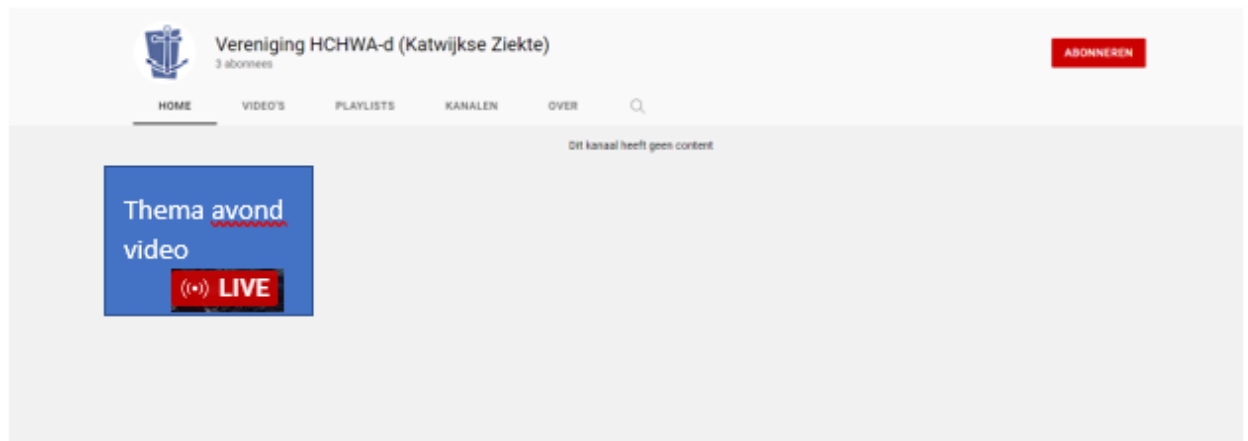 Vereniging HCHWA-d (Katwijkse Ziekte)
3 abonnees
ABONNEREN
HOME VIDEO'S PLAYLISTS KANALEN OVER
Dit kanaal heeft geen content
Thema avond
video
LIVE